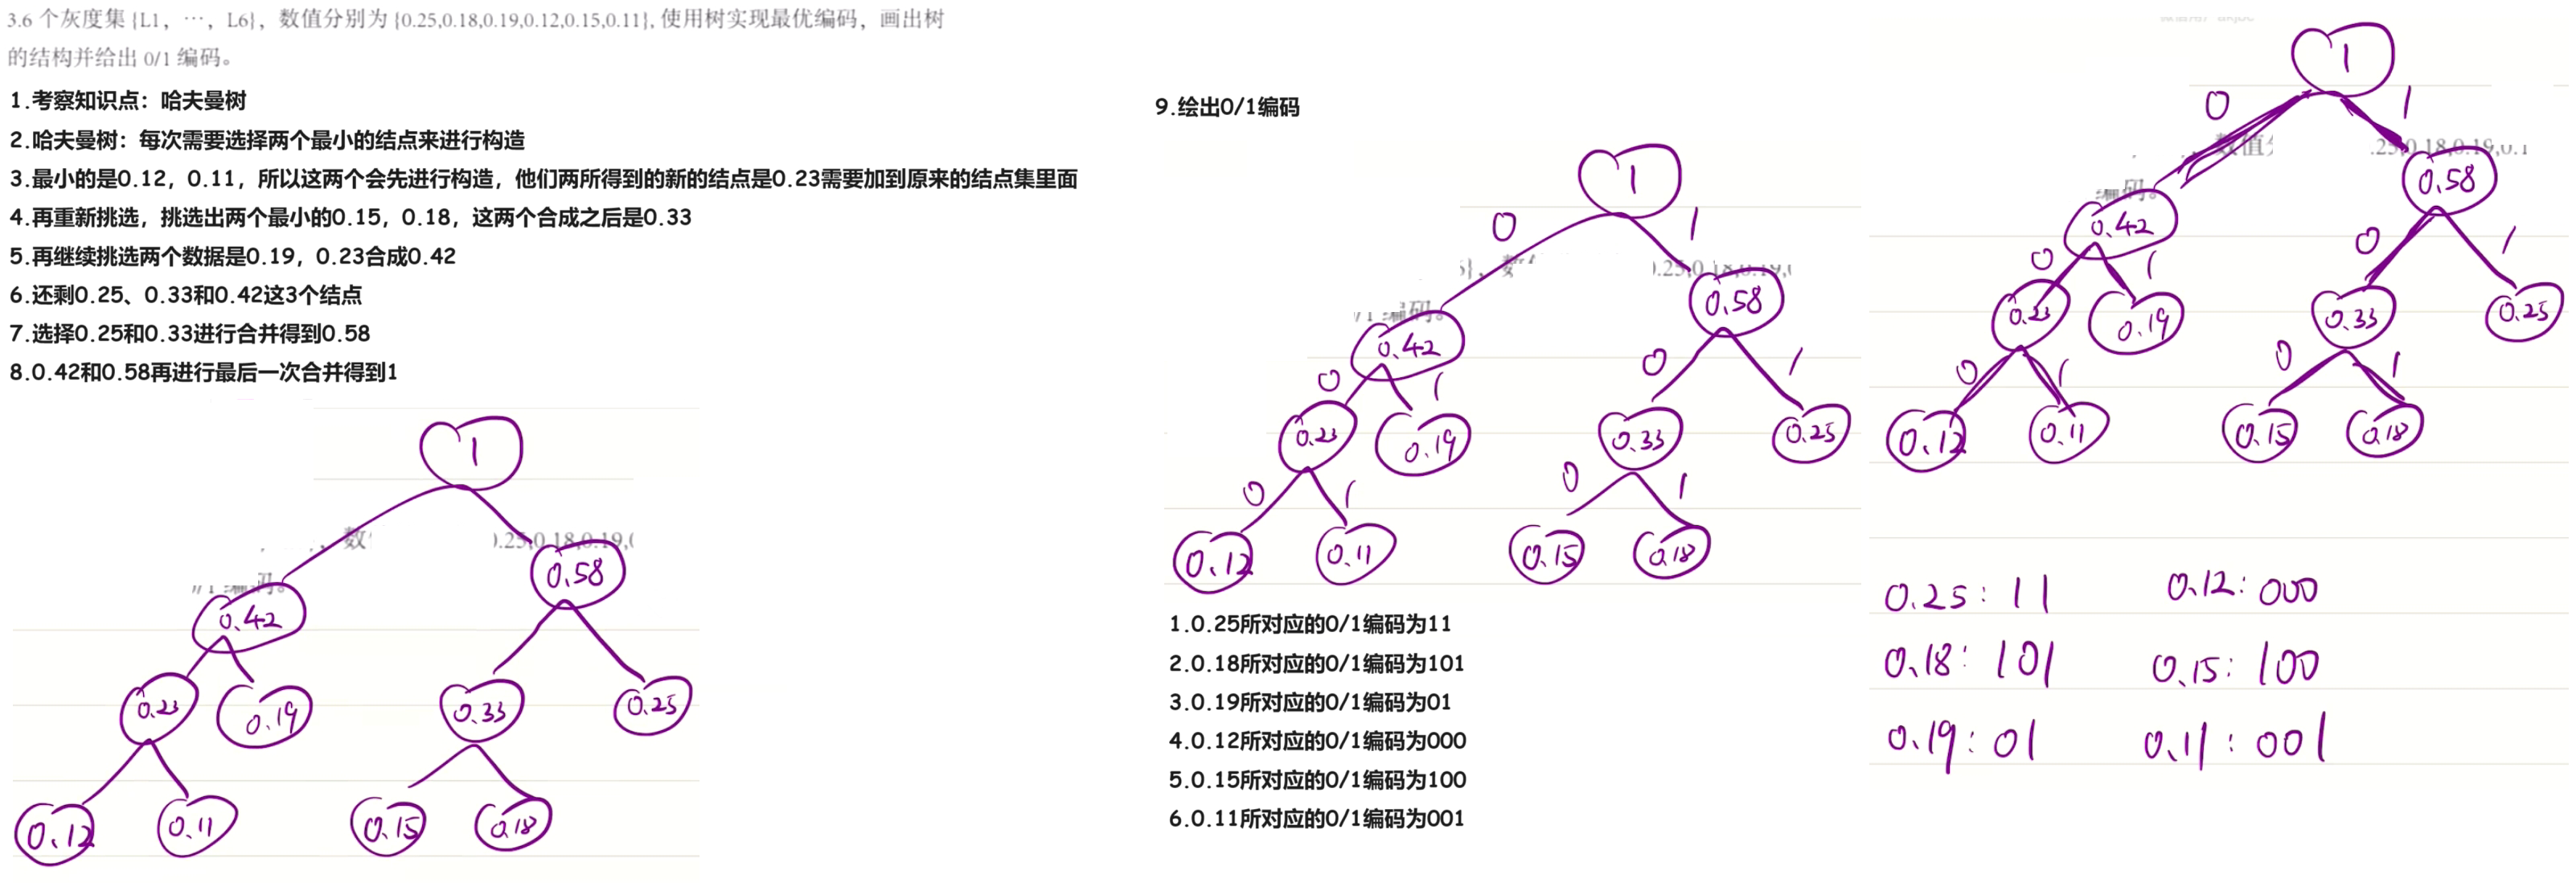 3.6 个灰度集 {L1, ···, L6}, 数值分别为 {0.25,0.18,0.19,0.12,0.15,0.11}, 使用树实现最优编码，画出树
的结构并给出 0/1 编码。
1.考察知识点：哈夫曼树
2.哈夫曼树：每次需要选择两个最小的结点来进行构造
3.最小的是0.12，0.11，所以这两个会先进行构造，他们两所得到的新的结点是0.23需要加到原来的结点集里面
4.再重新挑选，挑选出两个最小的0.15，0.18，这两个合成之后是0.33
5.再继续挑选两个数据是0.19，0.23合成0.42
6.还剩0.25、0.33和0.42这3个结点
7.选择0.25和0.33进行合并得到0.58
8.0.42和0.58再进行最后一次合并得到1
1
0.58
0.42
0.23 0.19 0.33 0.25
0.12 0.11 0.15 0.18
9.绘出0/1编码
1
0 1
0.58
0.42
0 1 0 1
0.23 0.19 0.33 0.25
0 1 0 1
0.12 0.11 0.15 0.18
1.0.25所对应的0/1编码为11
2.0.18所对应的0/1编码为101
3.0.19所对应的0/1编码为01
4.0.12所对应的0/1编码为000
5.0.15所对应的0/1编码为100
6.0.11所对应的0/1编码为001
1
0 1
0.58
0.42
0 1 0 1
0.23 0.19 0.33 0.25
0 1 0 1
0.12 0.11 0.15 0.18
0.25: 11 0.12: 000
0.18: 101 0.15: 100
0.19: 01 0.11: 001